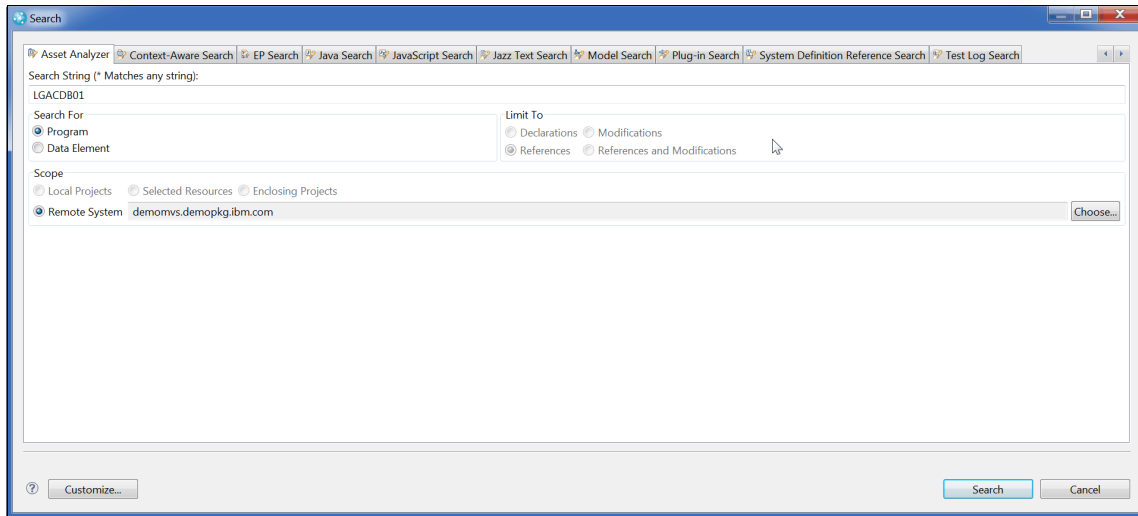 Search
Asset Analyzer Context-Aware Search EP Search Java Search JavaScript Search Jazz Text Search Model Search Plug-in Search System Definition Reference Search Test Log Search
Search String (* Matches any string):
LGACDB01
Search For
Program
Data Element
Limit To
Declarations Modifications
References References and Modifications
Scope
Local Projects Selected Resources Enclosing Projects
Remote System demomvs.demopkg.ibm.com Choose...
? Customize... Search Cancel